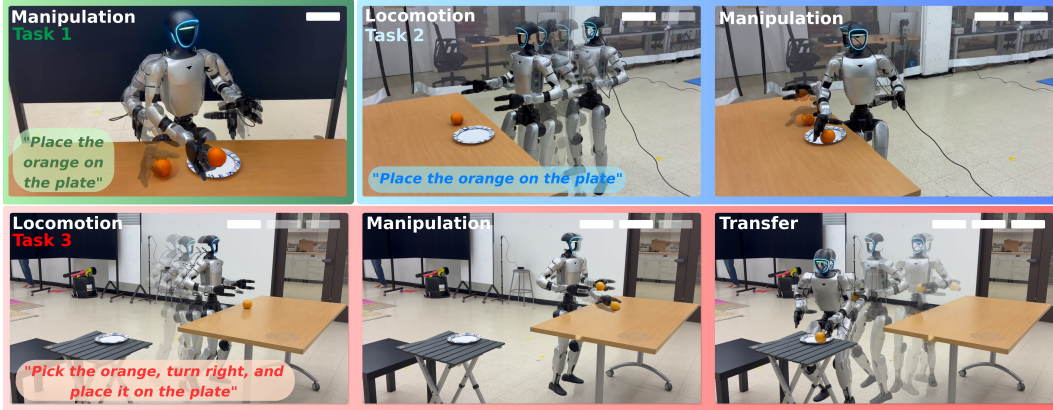 Manipulation
Task 1
"Place the
orange on
the plate"
Locomotion
Task 2
"Place the orange on the plate"
Manipulation
Locomotion
Task 3
"Pick the orange, turn right, and
place it on the plate"
Manipulation
Transfer